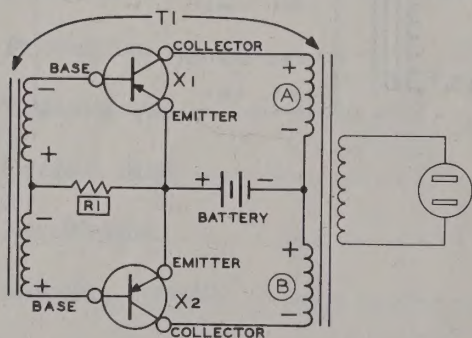 T1
COLLECTOR
BASE
X1
EMITTER
+
A
-
-
+
R1
+ -
BATTERY
-
+
EMITTER
+
B
-
X2
BASE
COLLECTOR